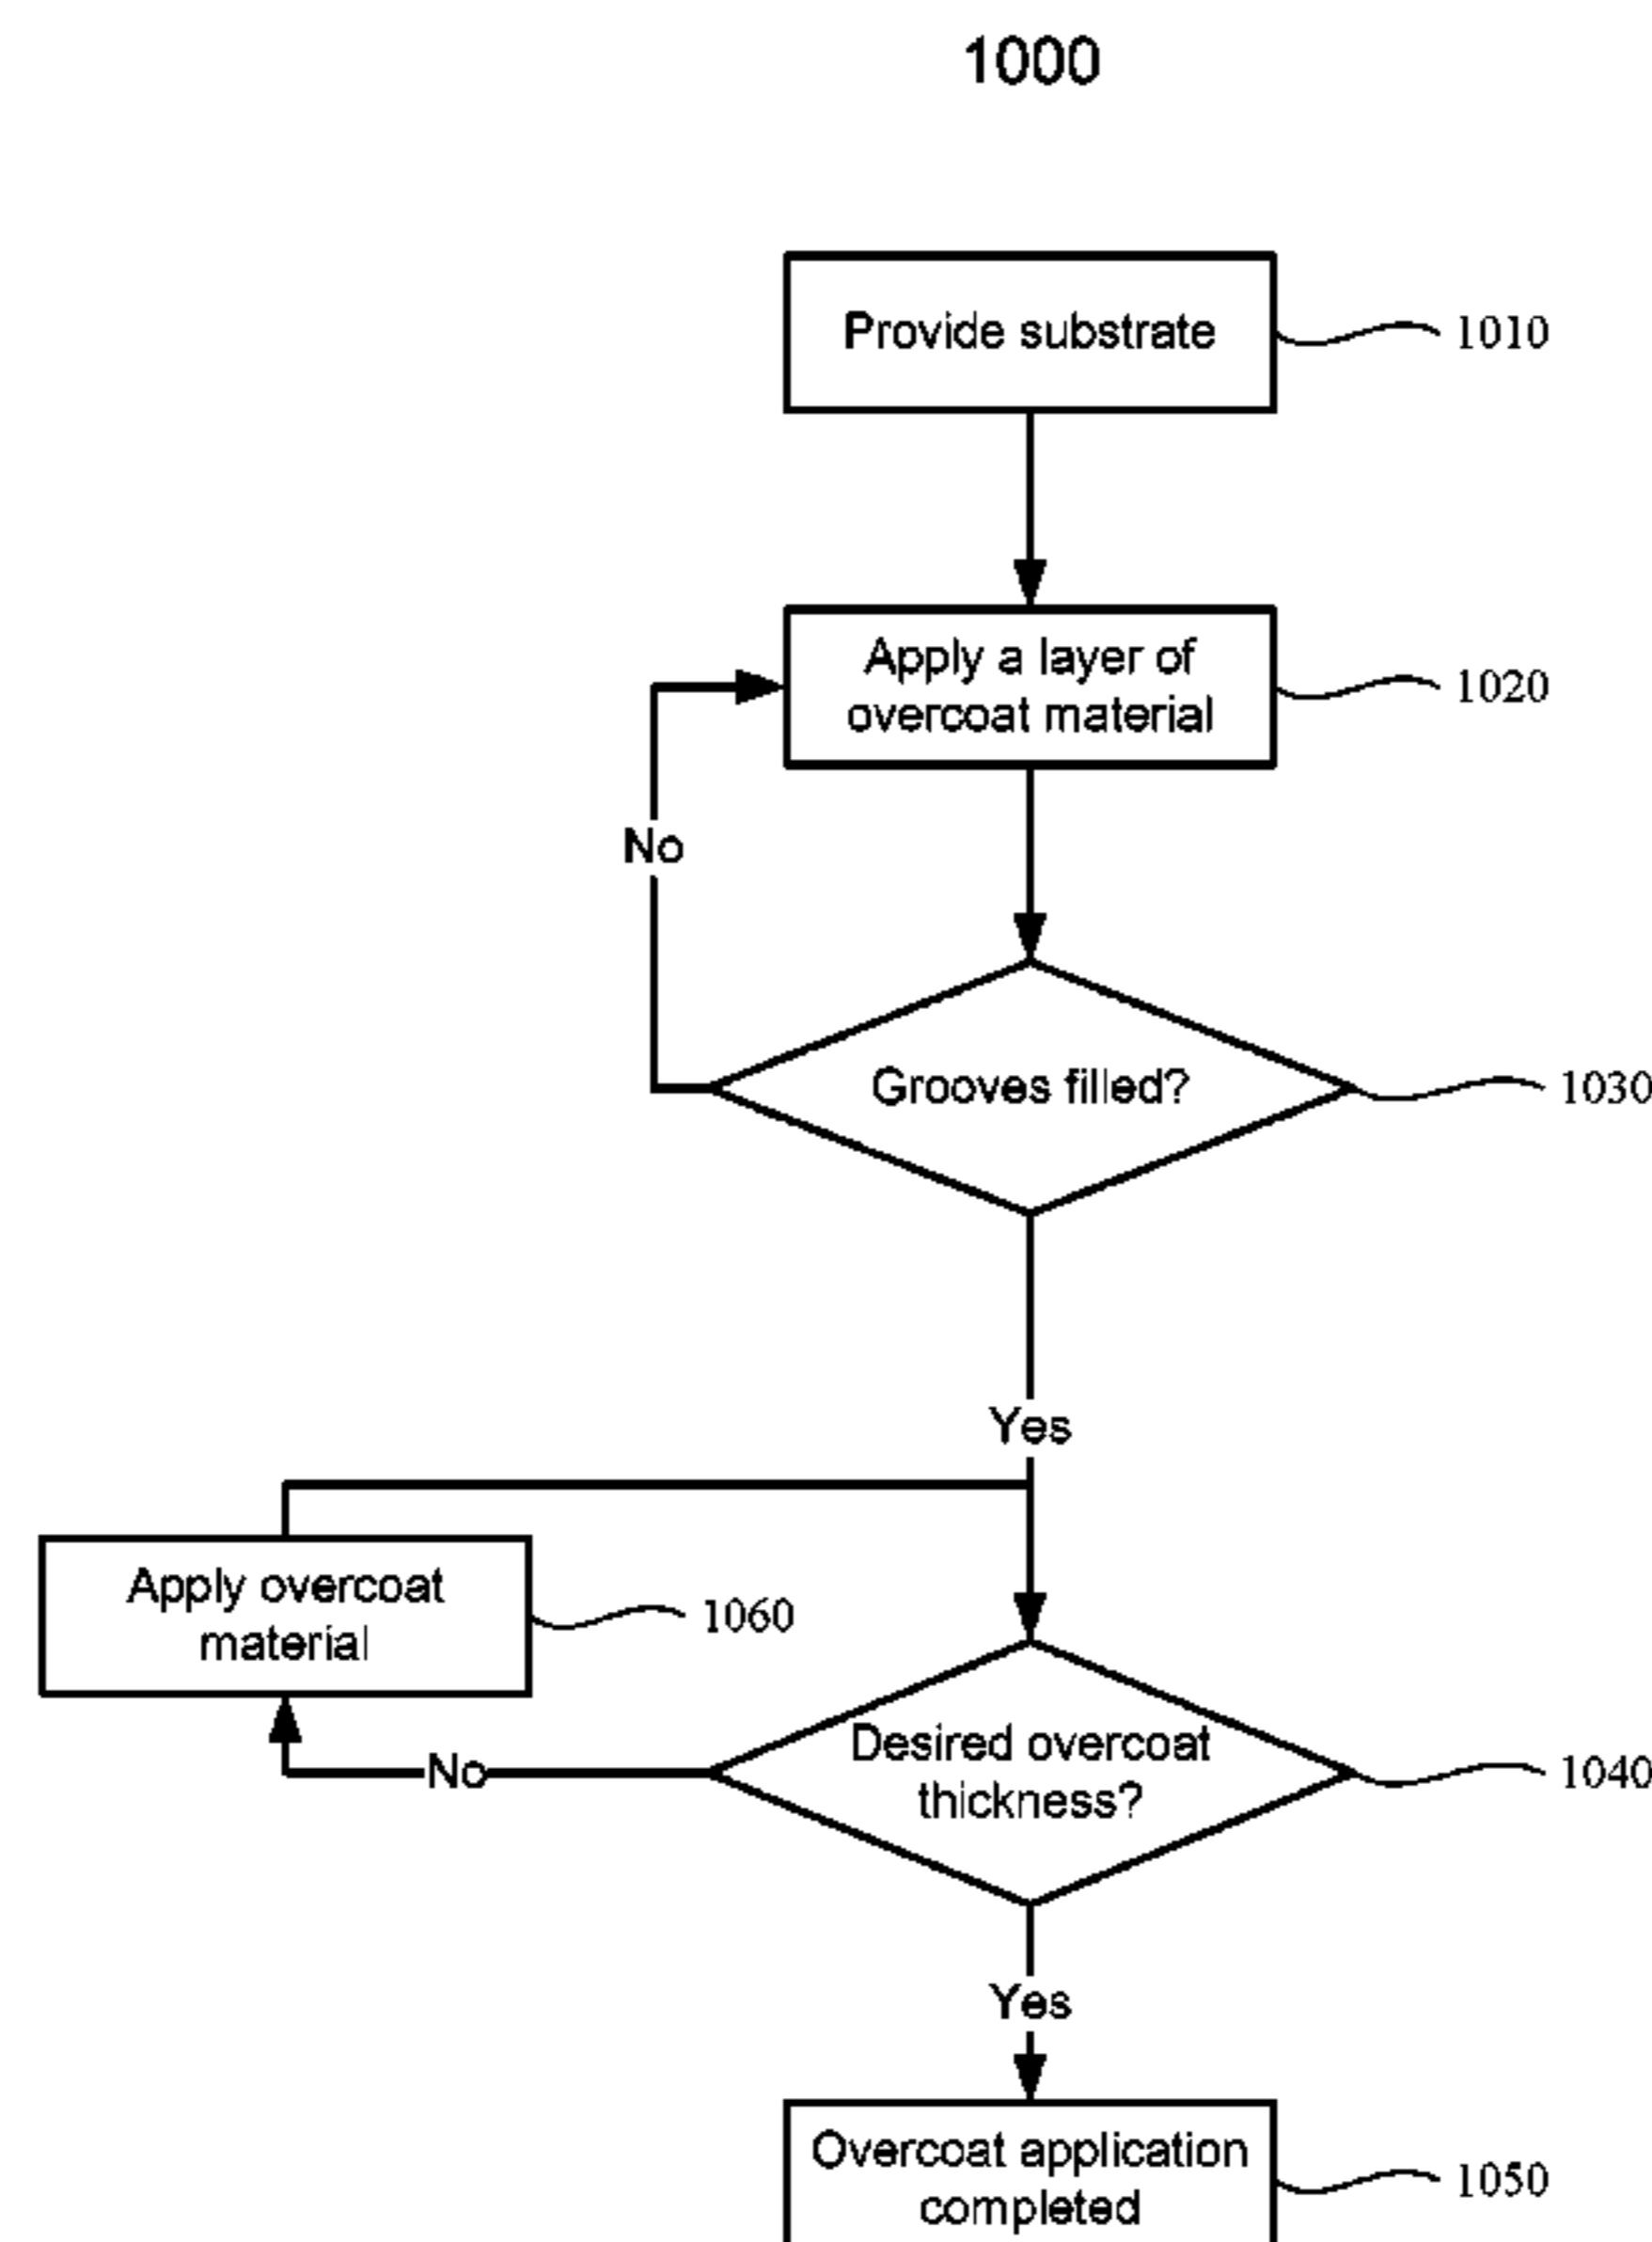 1000
Provide substrate
1010
Apply a layer of
overcoat material
1020
No
Grooves filled?
1030
Yes
Apply overcoat
material
1060
Desired overcoat
thickness?
1040
No
Yes
Overcoat application
completed
1050